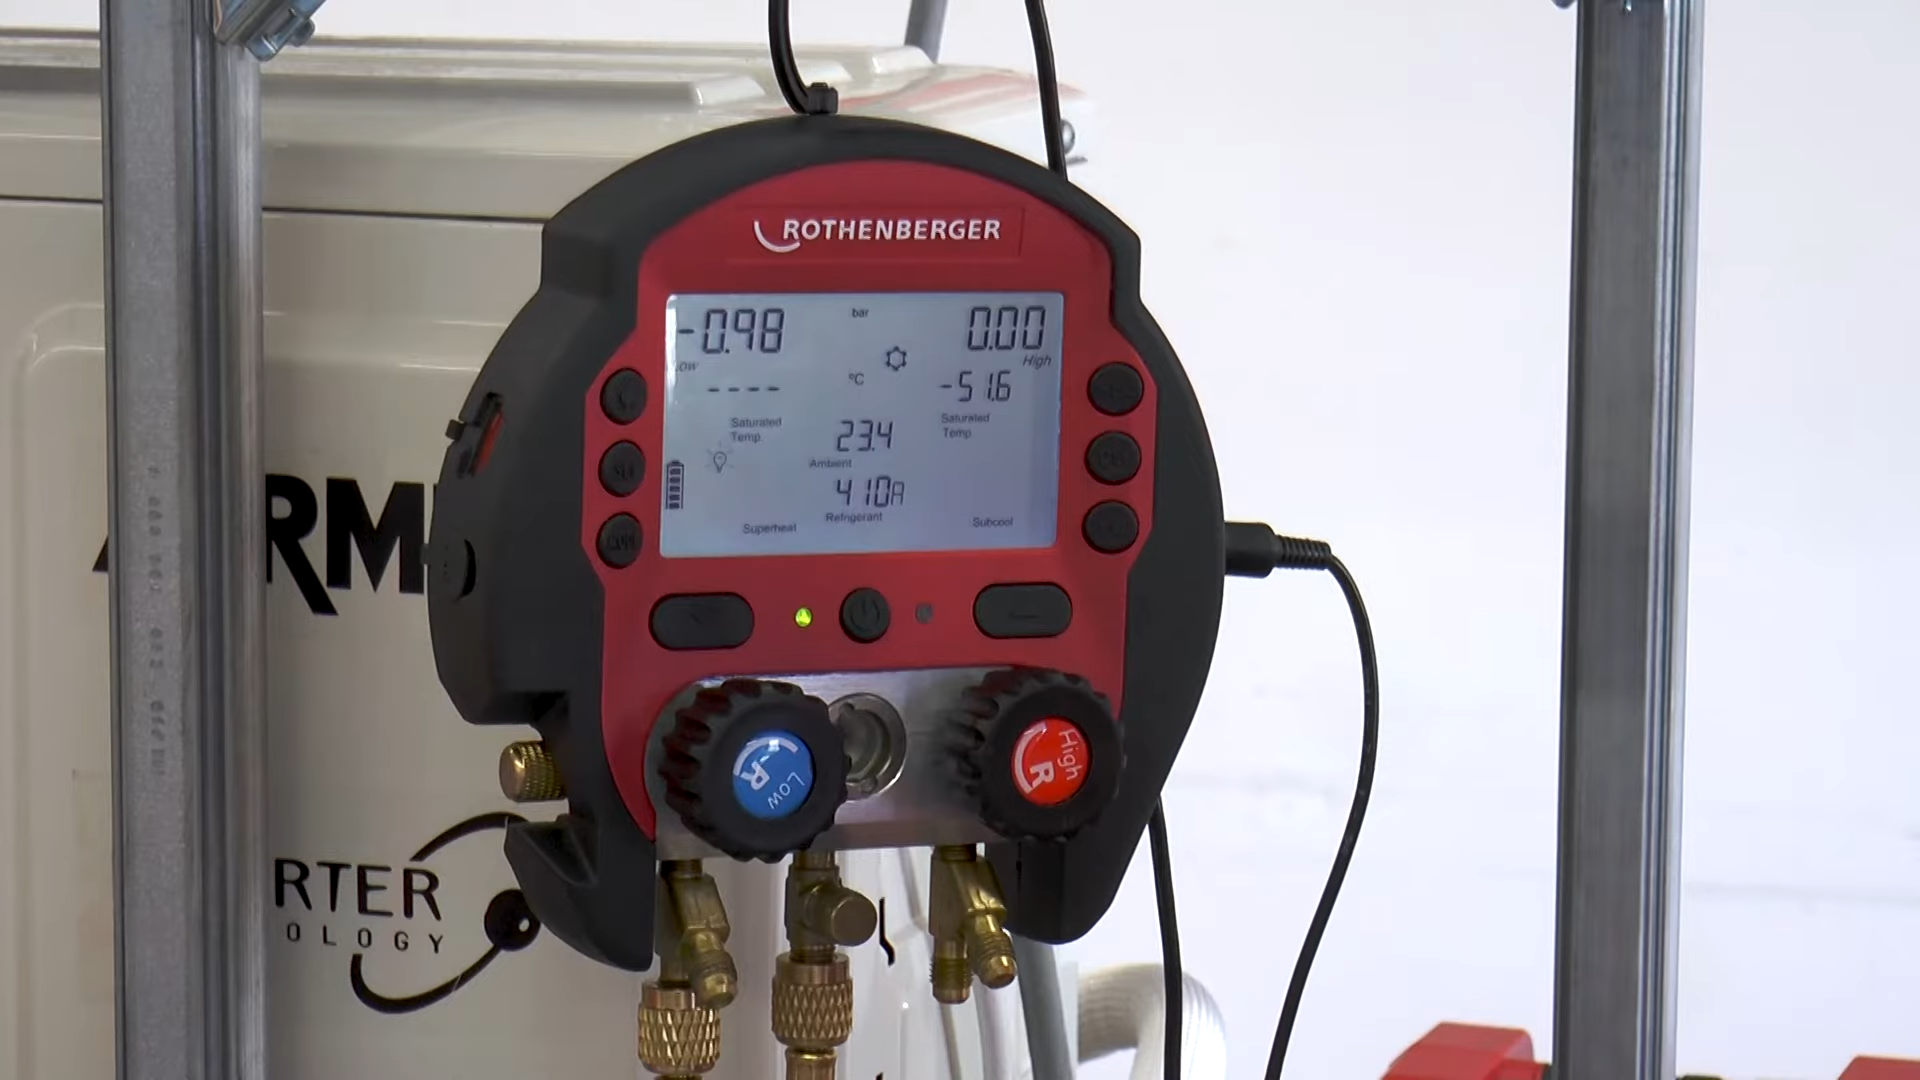 ROTHENBERGER
-0.98
bar
0.00
High
°C
- - - -
-51.6
Saturated
Temp.
Saturated
Temp.
23.4
Ambient
410A
Refrigerant
Superheat
Subcool
RM
R Low
High R
RTER
OLOGY